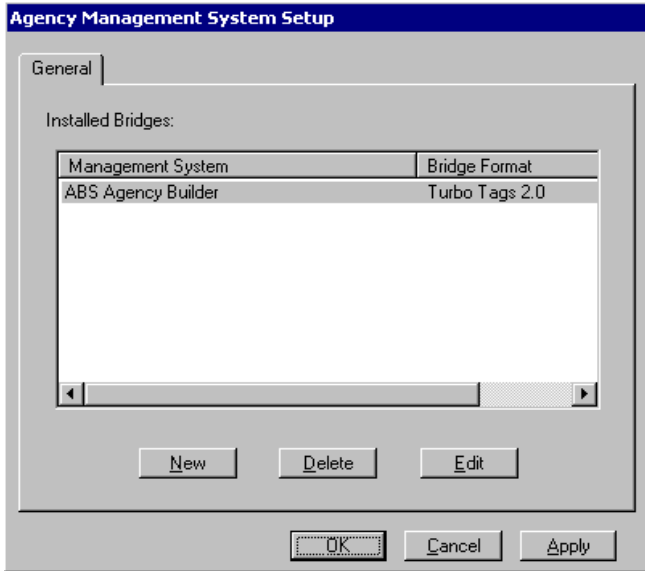 Agency Management System Setup
General
Installed Bridges:
Management System Bridge Format
ABS Agency Builder Turbo Tags 2.0
New Delete Edit
OK Cancel Apply